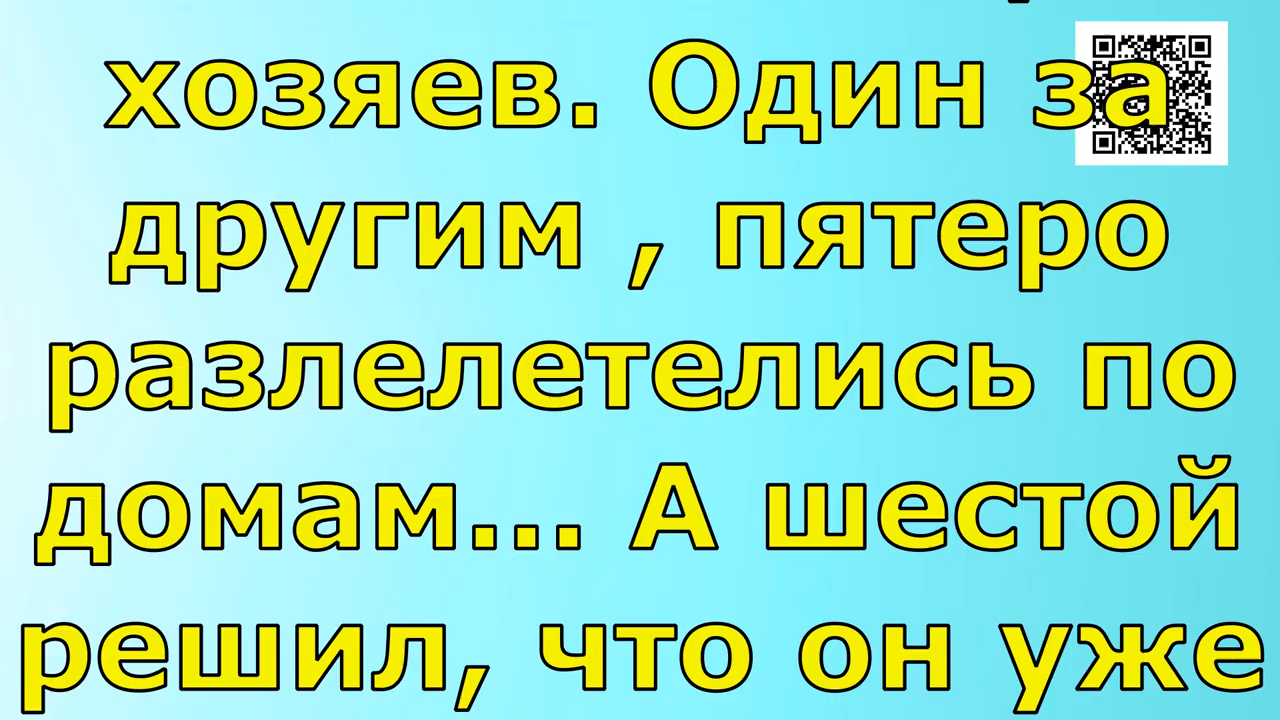 хозяев. Один за
другим , пятеро
разлелетелись по
домам... А шестой
решил, что он уже